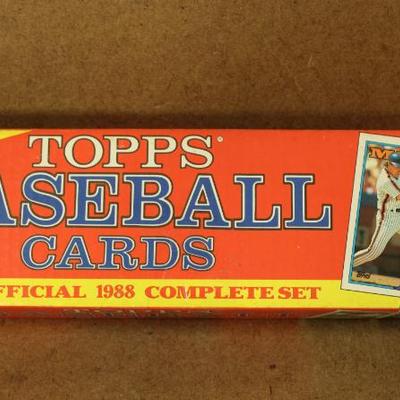 TOPPS®
ASEBALL
CARDS
FFICIAL 1988 COMPLETE SET